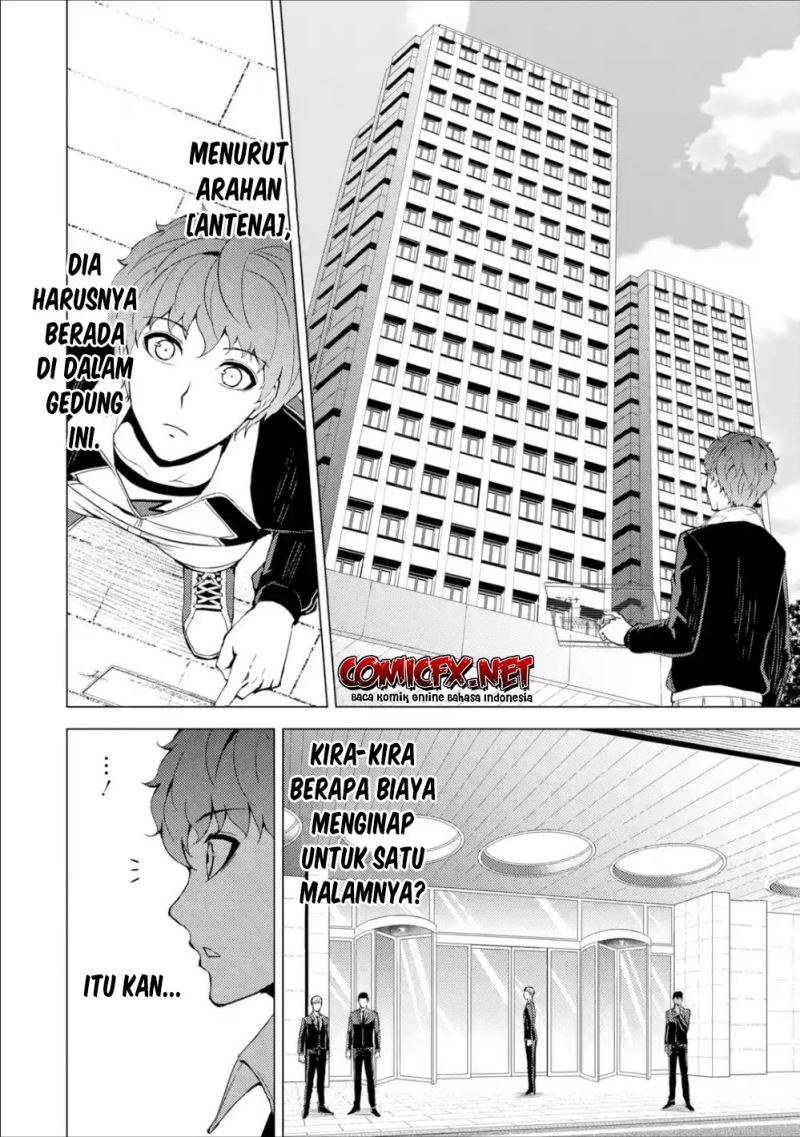 MENURUT
ARAHAN
[ANTENA],
DIA
HARUSNYA
BERADA
DI DALAM
GEDUNG
INI.
COMICFX.NET
Baca Komik Online Bahasa Indonesia
KIRA-KIRA
BERAPA BIAYA
MENGINAP
UNTUK SATU
MALAMNYA?
...!
ITU KAN...